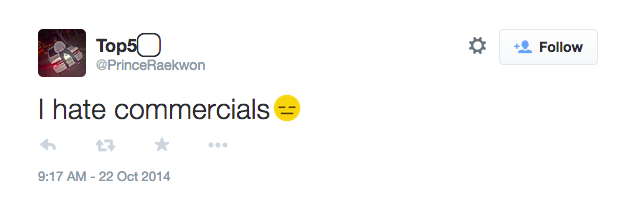 Top5
Follow
@PrinceRaekwon
I hate commercials😑
9:17 AM - 22 Oct 2014